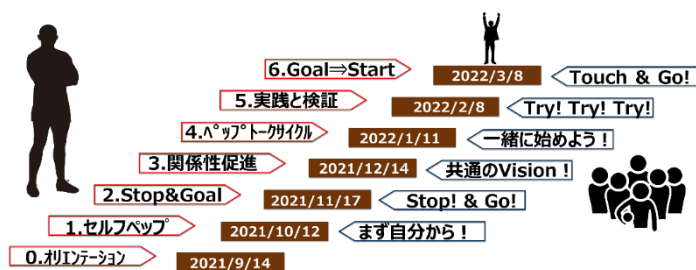 6.Goal⇒Start
2022/3/8
Touch & Go!
5.実践と検証
2022/2/8
Try! Try! Try!
4.ﾍﾟｯﾌﾟﾄｰｸｻｲｸﾙ
2022/1/11
一緒に始めよう！
3.関係性促進
2021/12/14
共通のVision！
2.Stop&Goal
2021/11/17
Stop! & Go!
1.セルフペップ
2021/10/12
まず自分から！
0.ｵﾘｴﾝﾃｰｼｮﾝ
2021/9/14